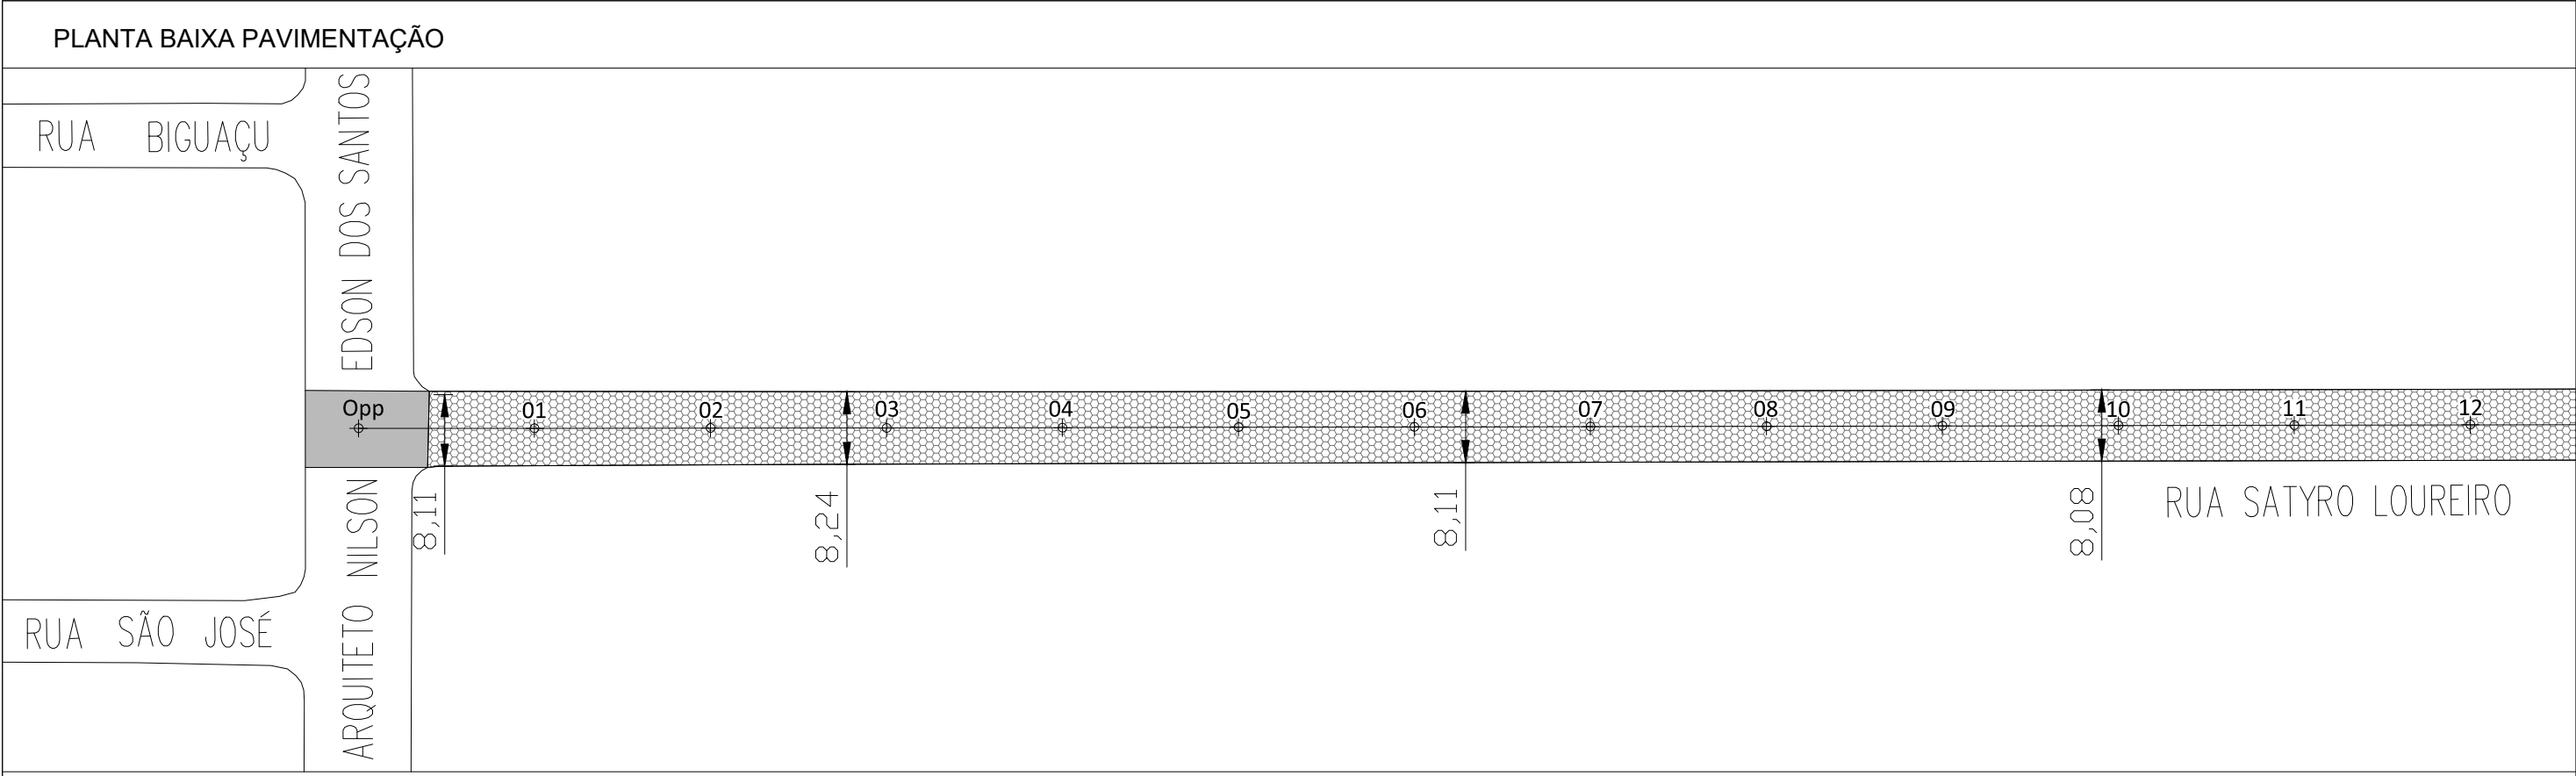 PLANTA BAIXA PAVIMENTAÇÃO
RUA BIGUAÇU
ARQUITETO NILSON EDSON DOS SANTOS
Opp 01 02 03 04 05 06 07 08 09 10 11 12
8,11 8,24 8,11 8,08
RUA SATYRO LOUREIRO
RUA SÃO JOSÉ